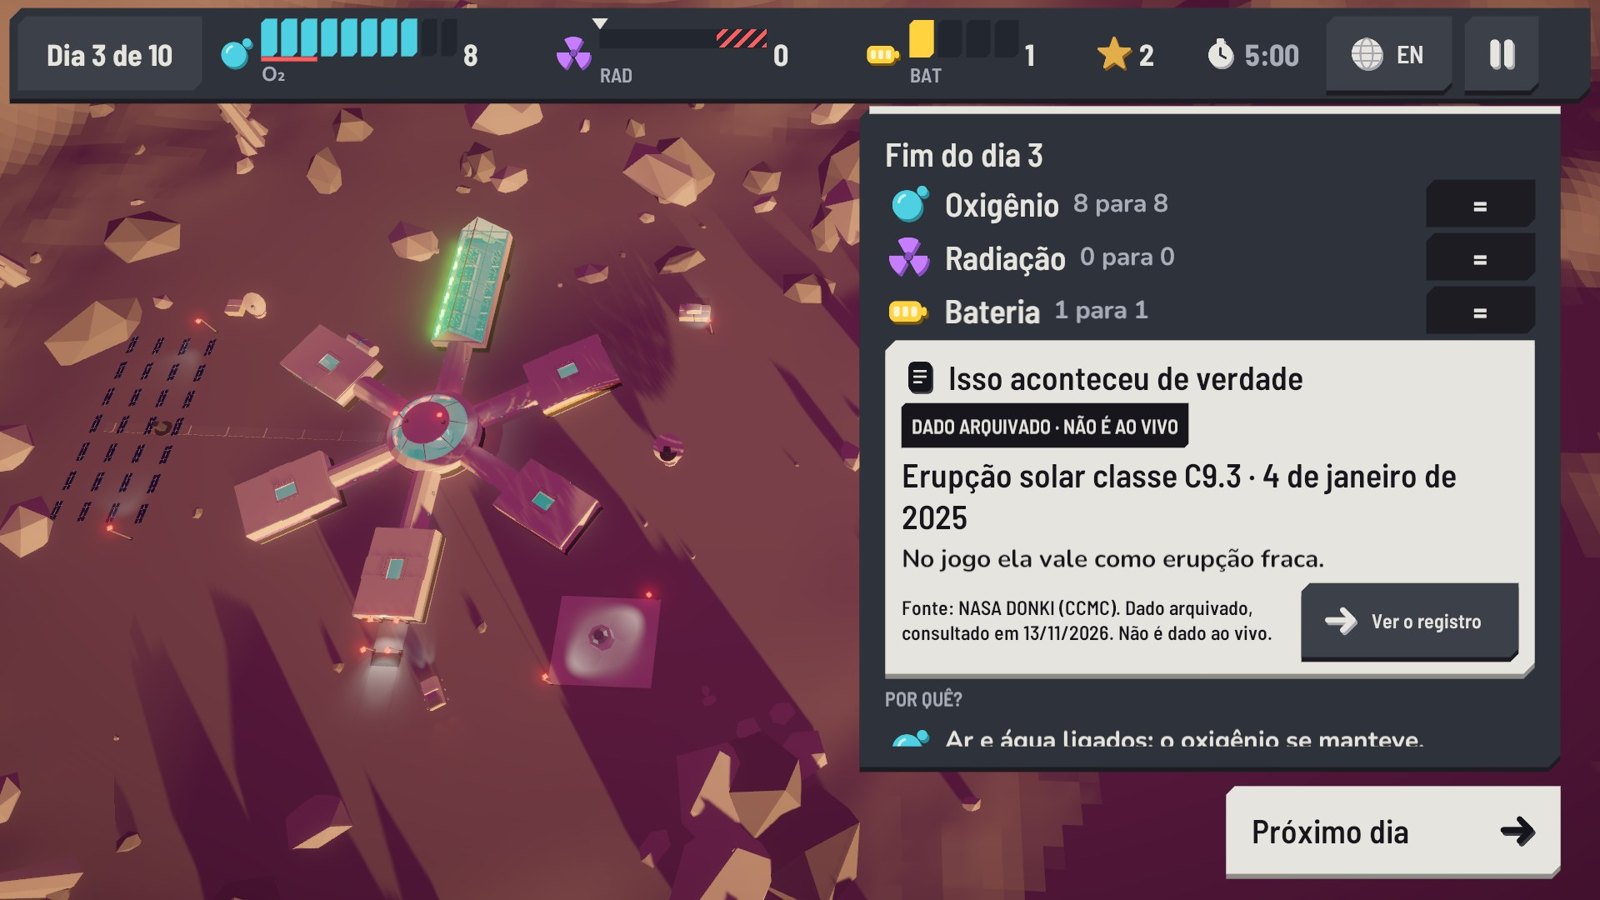 Dia 3 de 10
O₂
8
RAD
0
BAT
1
2
5:00
EN
Fim do dia 3
Oxigênio 8 para 8 =
Radiação 0 para 0 =
Bateria 1 para 1 =
Isso aconteceu de verdade
DADO ARQUIVADO · NÃO É AO VIVO
Erupção solar classe C9.3 · 4 de janeiro de
2025
No jogo ela vale como erupção fraca.
Fonte: NASA DONKI (CCMC). Dado arquivado,
consultado em 13/11/2026. Não é dado ao vivo.
Ver o registro
POR QUÊ?
Ar e água ligados: o oxigênio se manteve.
Próximo dia